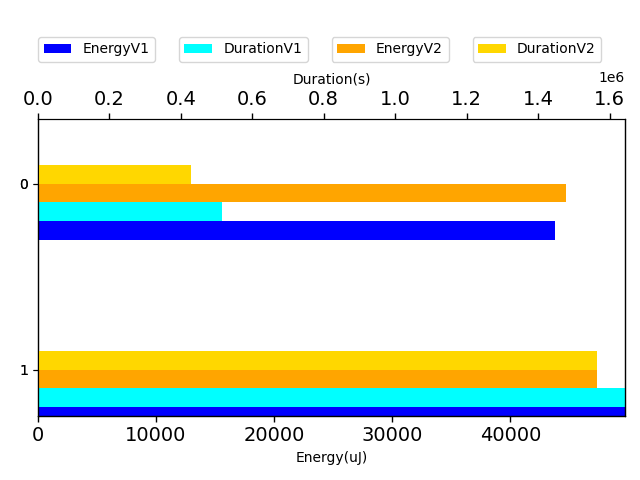 EnergyV1 DurationV1 EnergyV2 DurationV2
Duration(s)
1e6
0.0 0.2 0.4 0.6 0.8 1.0 1.2 1.4 1.6
0
1
0 10000 20000 30000 40000
Energy(uJ)